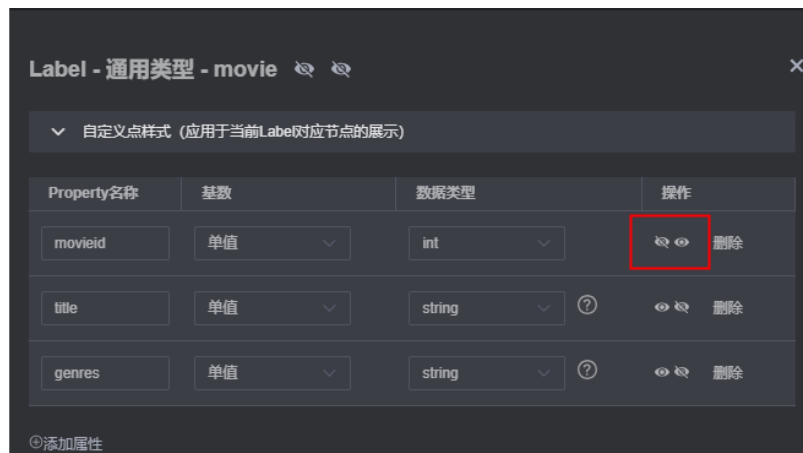 Label - 通用类型 - movie
自定义点样式 (应用于当前Label对应节点的展示)
Property名称 基数 数据类型 操作
movieid 单值 int 删除
title 单值 string ? 删除
genres 单值 string ? 删除
添加属性